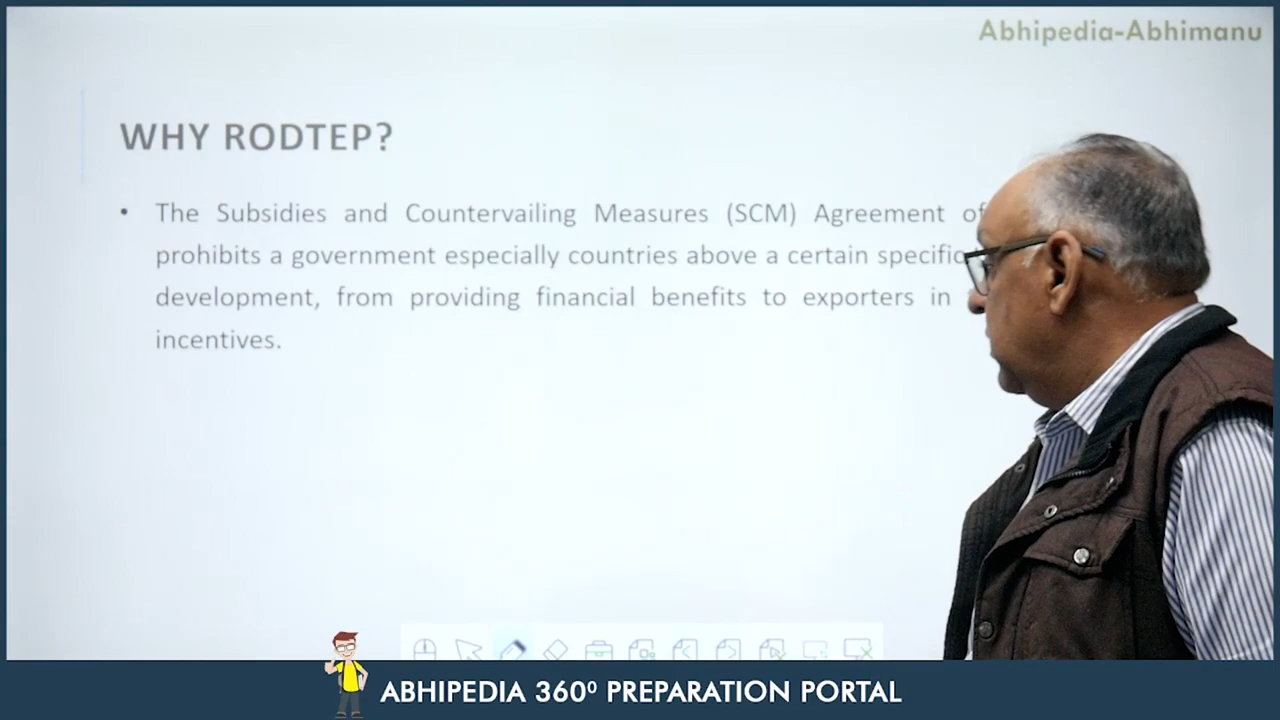 Abhipedia-Abhimanu
WHY RODTEP?
• The Subsidies and Countervailing Measures (SCM) Agreement of
prohibits a government especially countries above a certain specific
development, from providing financial benefits to exporters in
incentives.
ABHIPEDIA 360⁰ PREPARATION PORTAL